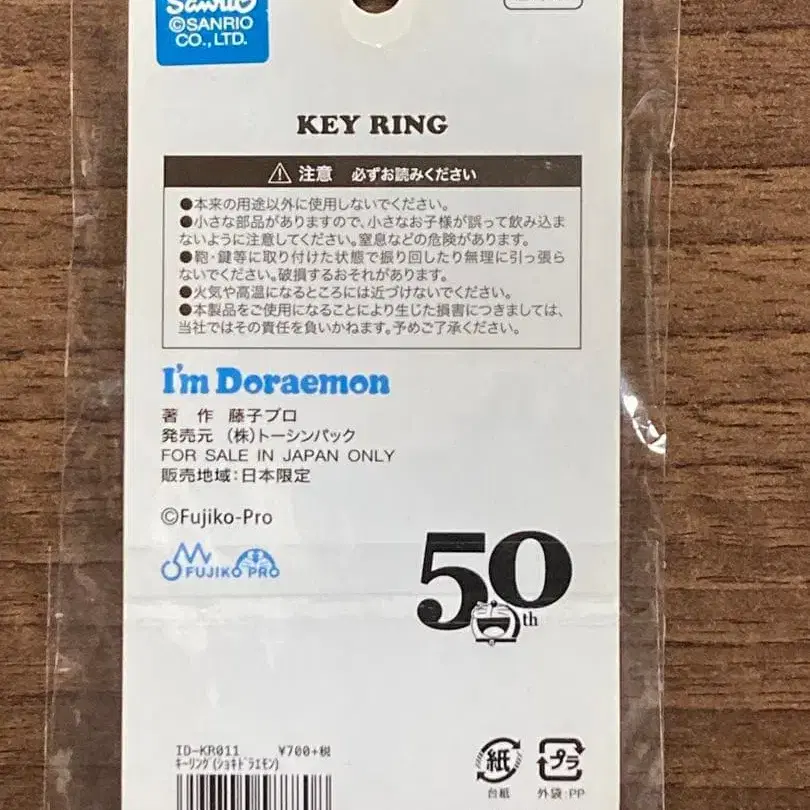 Sanrio
©SANRIO
CO.,LTD.
KEY RING
注意 必ずお読みください
●本来の用途以外に使用しないでください。
●小さな部品がありますので、小さなお子様が誤って飲み込ま
ないように注意してください。窒息などの危険があります。
●鞄・鍵等に取り付けた状態で振り回したり無理に引っ張ら
ないでください。破損するおそれがあります。
●火気や高温になるところには近づけないでください。
●本製品をご使用になることにより生じた損害につきましては、
当社ではその責任を負いかねます。予めご了承ください。
I'm Doraemon
著 作 藤子プロ
発売元 (株)トーシンパック
FOR SALE IN JAPAN ONLY
販売地域:日本限定
©Fujiko-Pro
FUJIKO PRO
50th
ID-KR011 ¥700+税
キーリング(ショキドラエモン)
紙 プラ
台紙 外袋:PP